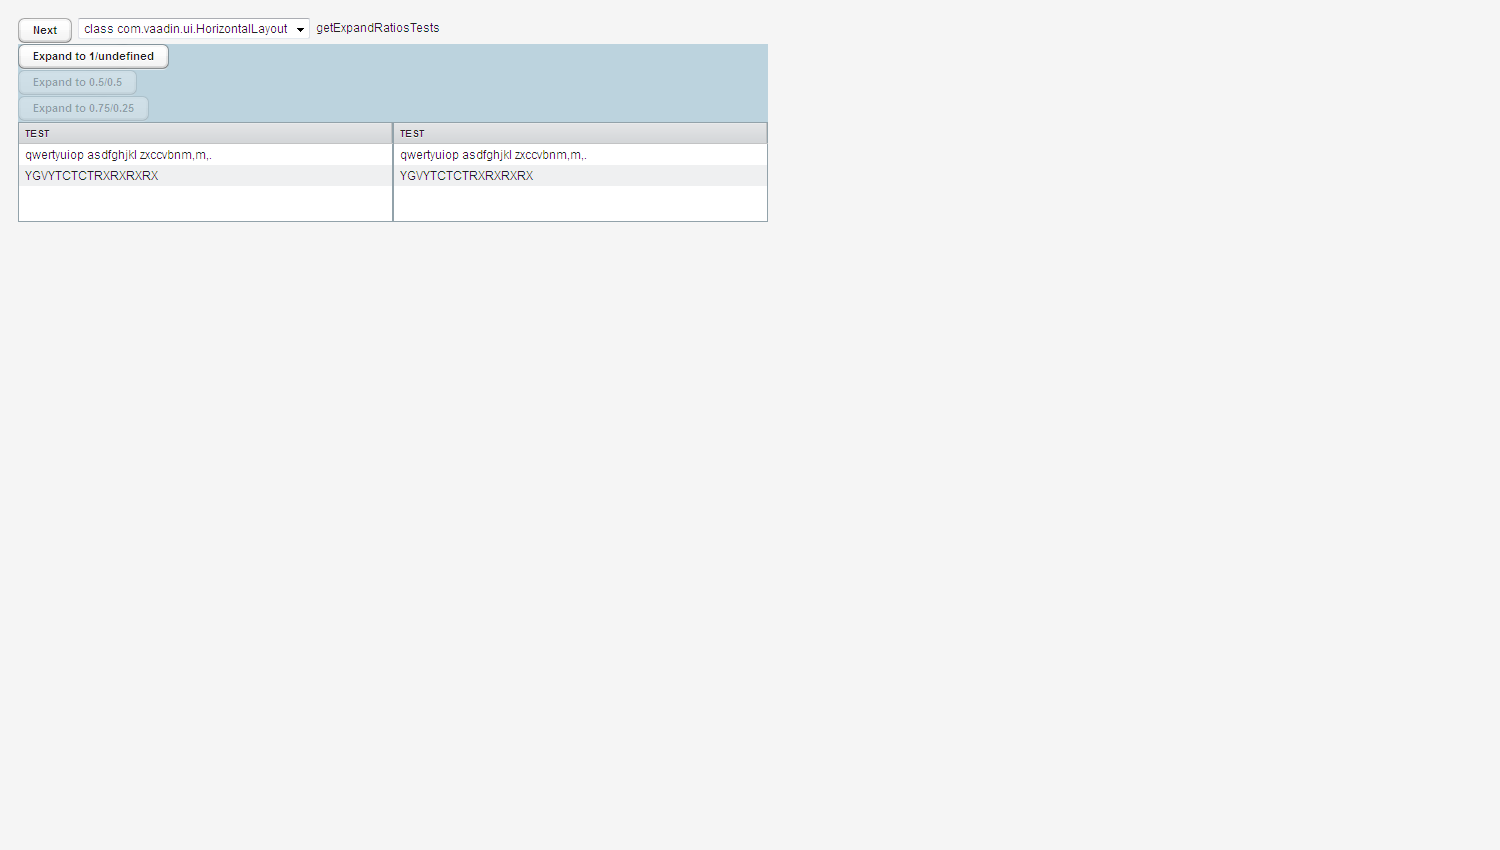 Next class com.vaadin.ui.HorizontalLayout getExpandRatiosTests
Expand to 1/undefined
Expand to 0.5/0.5
Expand to 0.75/0.25
TEST TEST
qwertyuiop asdfghjkl zxccvbnm,m,. qwertyuiop asdfghjkl zxccvbnm,m,.
YGVYTCTCTRXRXRXRX YGVYTCTCTRXRXRXRX